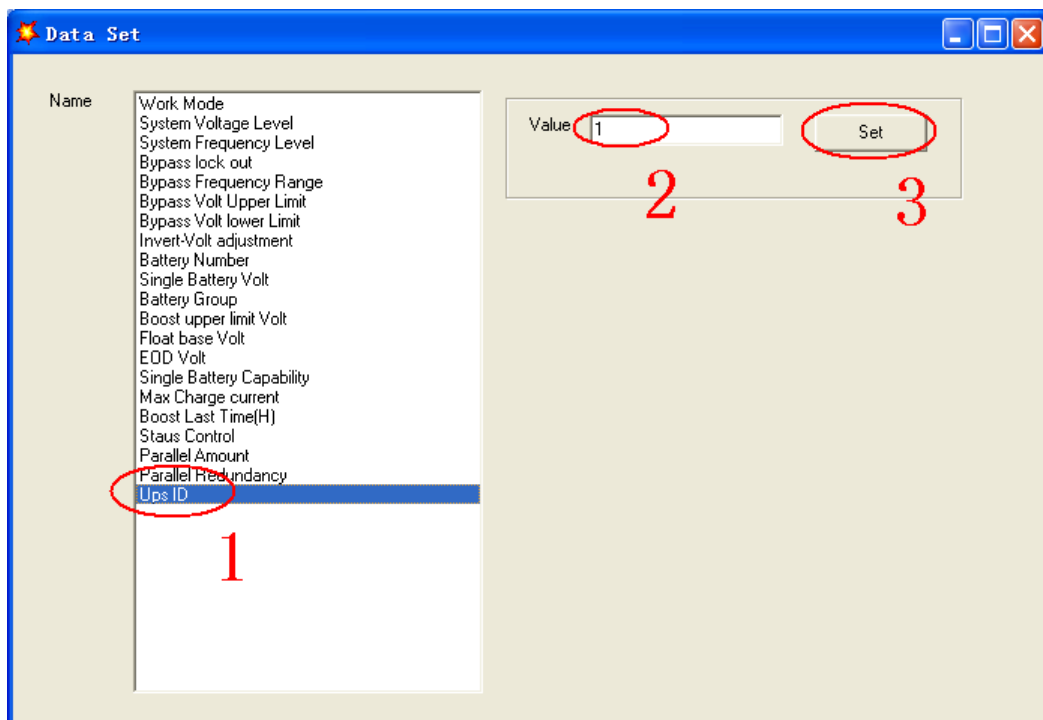 Data Set
Name
Work Mode
System Voltage Level
System Frequency Level
Bypass lock out
Bypass Frequency Range
Bypass Volt Upper Limit
Bypass Volt lower Limit
Invert-Volt adjustment
Battery Number
Single Battery Volt
Battery Group
Boost upper limit Volt
Float base Volt
EOD Volt
Single Battery Capability
Max Charge current
Boost Last Time(H)
Staus Control
Parallel Amount
Parallel Redundancy
Ups ID
1
Value 1 Set
2 3